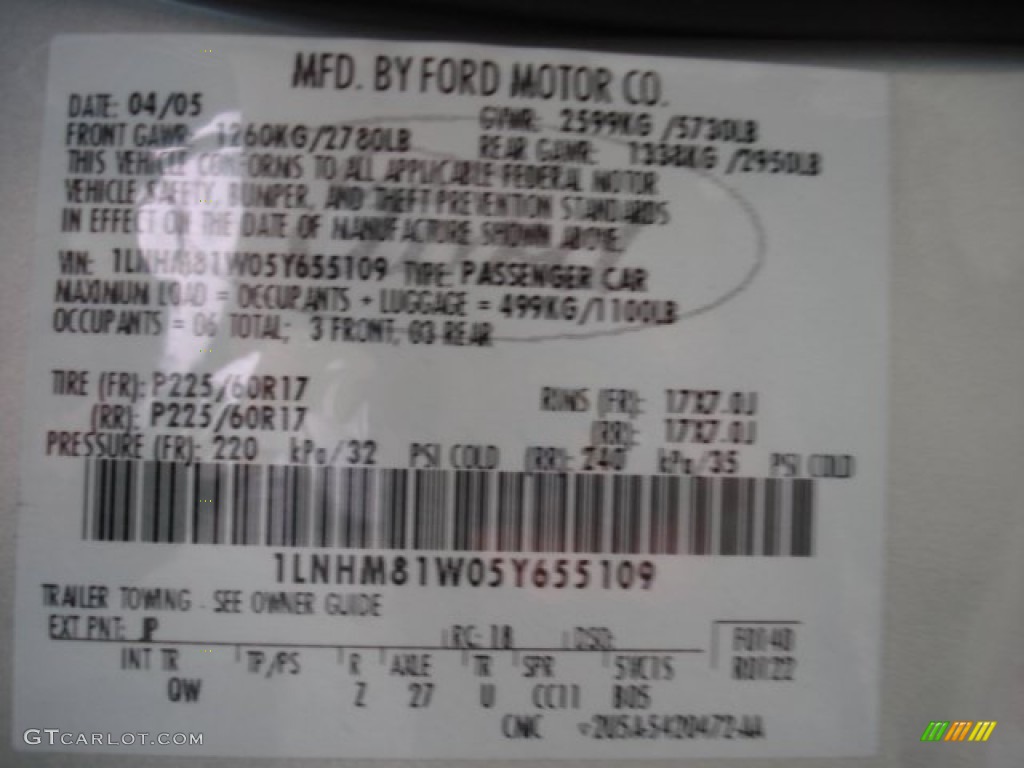 MFD. BY FORD MOTOR CO.
DATE: 04/05 GVWR: 2599KG /5730LB
FRONT GAWR: 1260KG/2780LB REAR GAWR: 1338KG /2950LB
THIS VEHICLE CONFORMS TO ALL APPLICABLE FEDERAL MOTOR
VEHICLE SAFETY, BUMPER, AND THEFT PREVENTION STANDARDS
IN EFFECT ON THE DATE OF MANUFACTURE SHOWN ABOVE.
VIN: 1LNHM81W05Y655109 TYPE: PASSENGER CAR
MAXIMUM LOAD = OCCUPANTS + LUGGAGE = 499KG/1100LB
OCCUPANTS = 06 TOTAL; 3 FRONT, 03 REAR
TIRE (FR): P225/60R17 RIMS (FR): 17X7.0J
(RR): P225/60R17 (RR): 17X7.0J
PRESSURE (FR): 220 kPa/32 PSI COLD (RR): 240 kPa/35 PSI COLD
1LNHM81W05Y655109
TRAILER TOWING - SEE OWNER GUIDE
EXT PNT: JP RC: 18 DSO: F0140
R0122
INT TR TP/PS R AXLE TR SPR
OW Z 27 U CC11 B05
CMC
GTCARLOT.COM